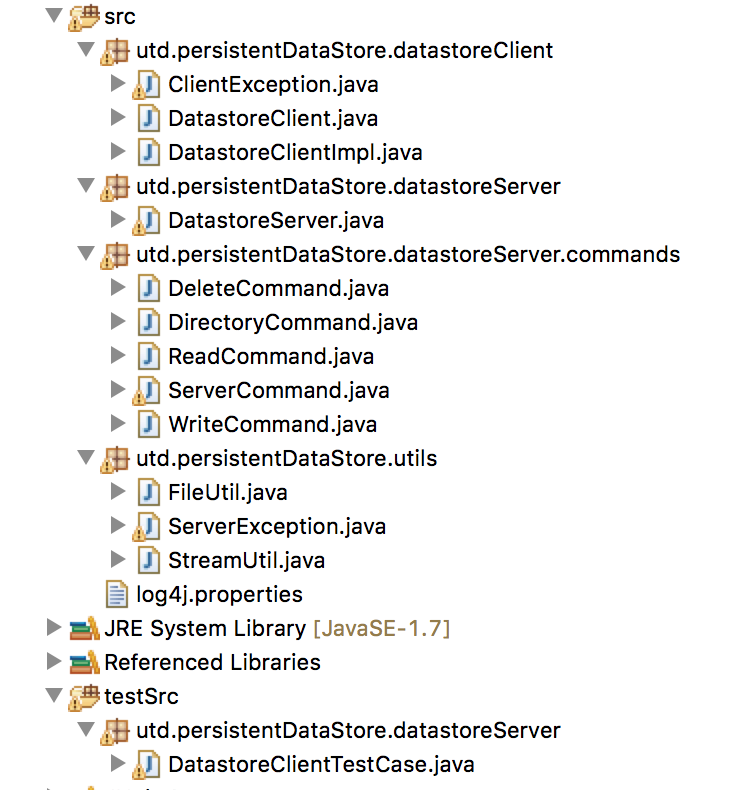 src
utd.persistentDataStore.datastoreClient
ClientException.java
DatastoreClient.java
DatastoreClientImpl.java
utd.persistentDataStore.datastoreServer
DatastoreServer.java
utd.persistentDataStore.datastoreServer.commands
DeleteCommand.java
DirectoryCommand.java
ReadCommand.java
ServerCommand.java
WriteCommand.java
utd.persistentDataStore.utils
FileUtil.java
ServerException.java
StreamUtil.java
log4j.properties
JRE System Library [JavaSE-1.7]
Referenced Libraries
testSrc
utd.persistentDataStore.datastoreServer
DatastoreClientTestCase.java